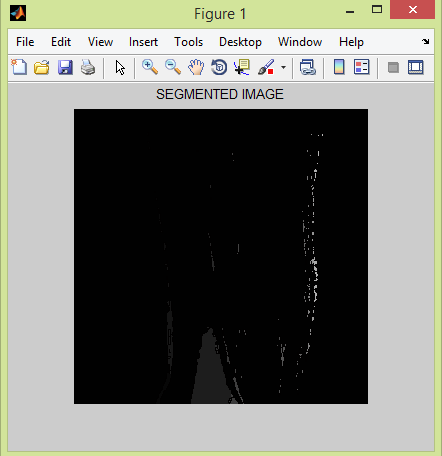 Figure 1
File Edit View Insert Tools Desktop Window Help
SEGMENTED IMAGE